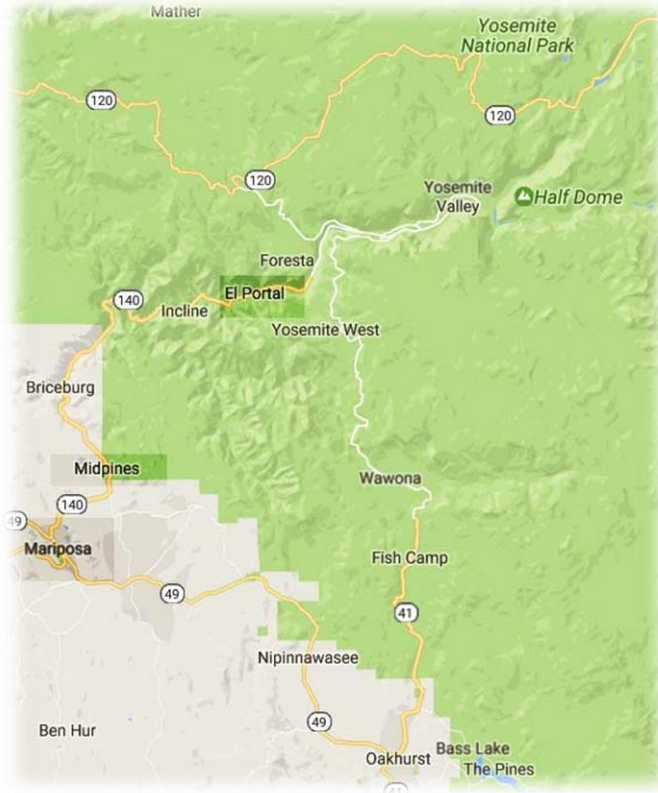 Mather
Yosemite
National Park
120
120
120
Yosemite
Valley
Half Dome
Foresta
El Portal
140
Incline
Yosemite West
Briceburg
Midpines
Wawona
140
49
Mariposa
Fish Camp
49
41
Nipinnawasee
49
Ben Hur
Bass Lake
Oakhurst
The Pines